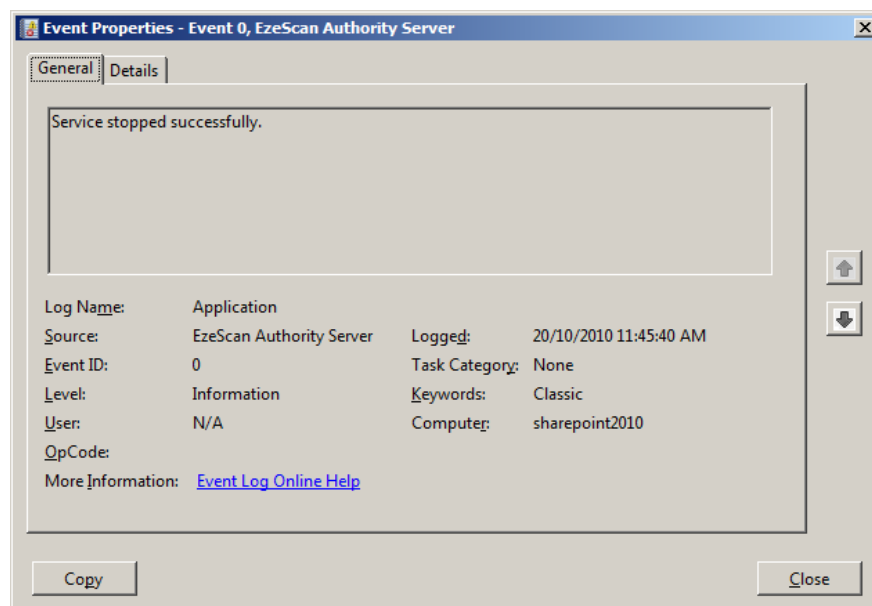 Event Properties - Event 0, EzeScan Authority Server
General Details
Service stopped successfully.
Log Name: Application
Source: EzeScan Authority Server Logged: 20/10/2010 11:45:40 AM
Event ID: 0 Task Category: None
Level: Information Keywords: Classic
User: N/A Computer: sharepoint2010
OpCode:
More Information: Event Log Online Help
Copy Close